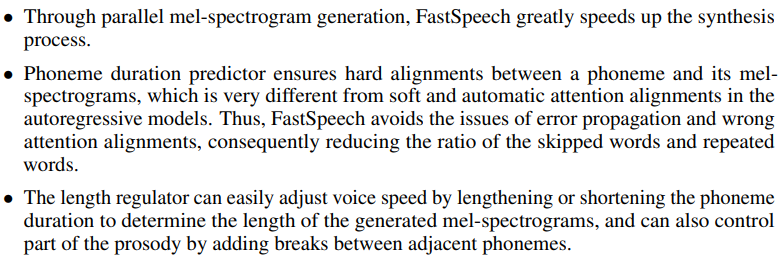 • Through parallel mel-spectrogram generation, FastSpeech greatly speeds up the synthesis
process.
• Phoneme duration predictor ensures hard alignments between a phoneme and its mel-
spectrograms, which is very different from soft and automatic attention alignments in the
autoregressive models. Thus, FastSpeech avoids the issues of error propagation and wrong
attention alignments, consequently reducing the ratio of the skipped words and repeated
words.
• The length regulator can easily adjust voice speed by lengthening or shortening the phoneme
duration to determine the length of the generated mel-spectrograms, and can also control
part of the prosody by adding breaks between adjacent phonemes.